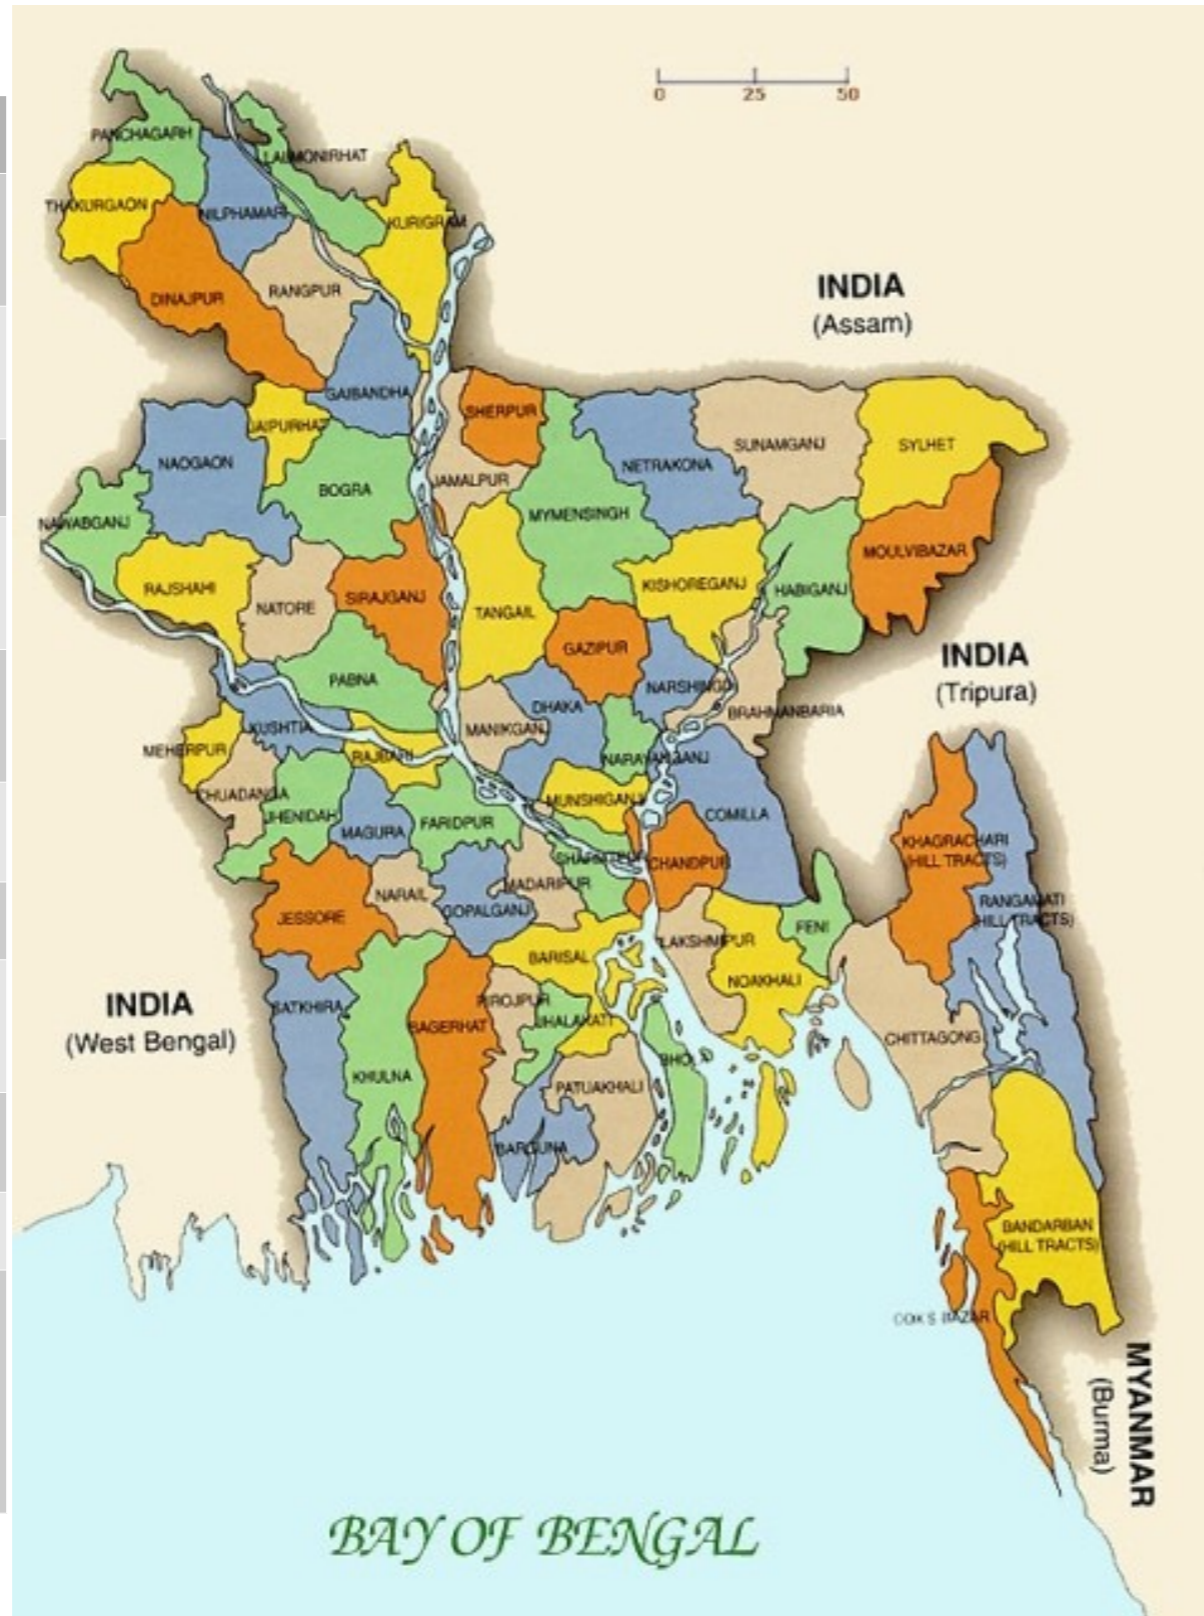 0 25 50
PANCHAGARH
LALMONIRHAT
THAKURGAON
NILPHAMARI
KURIGRAM
DINAJPUR
RANGPUR
INDIA
(Assam)
GAIBANDHA
JAIPURHAT
SHERPUR
NAOGAON
SUNAMGANJ
SYLHET
NETRAKONA
BOGRA
JAMALPUR
NAWABGANJ
MYMENSINGH
MOULVIBAZAR
RAJSHAHI
KISHOREGANJ
HABIGANJ
SIRAJGANJ
NATORE
TANGAIL
GAZIPUR
INDIA
(Tripura)
PABNA
NARSHINGDI
DHAKA
BRAHMANBARIA
KUSHTIA
MANIKGANJ
MEHERPUR
RAJBARI
NARAYANGANJ
CHUADANGA
MUNSHIGANJ
JHENIDAH
COMILLA
MAGURA
FARIDPUR
KHAGRACHARI
(HILL TRACTS)
CHANDPUR
MADARIPUR
NARAIL
GOPALGANJ
JESSORE
RANGAMATI
(HILL TRACTS)
FENI
LAKSHMIPUR
BARISAL
NOAKHALI
INDIA
(West Bengal)
SATKHIRA
PIROJPUR
JHALAKATI
BAGERHAT
CHITTAGONG
BHOLA
KHULNA
PATUAKHALI
BARGUNA
BANDARBAN
(HILL TRACTS)
COX'S BAZAR
MYANMAR
(Burma)
BAY OF BENGAL